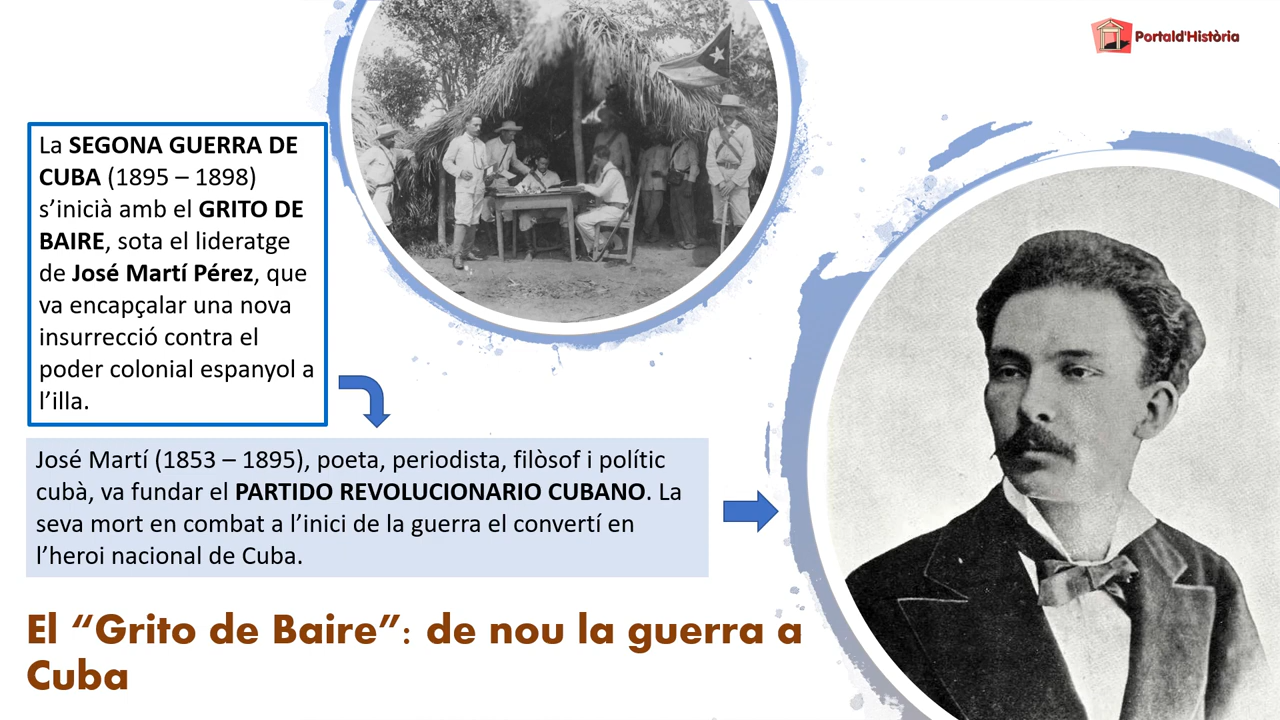 Portald'Història
La SEGONA GUERRA DE
CUBA (1895 – 1898)
s'inicià amb el GRITO DE
BAIRE, sota el lideratge
de José Martí Pérez, que
va encapçalar una nova
insurrecció contra el
poder colonial espanyol a
l'illa.
José Martí (1853 – 1895), poeta, periodista, filòsof i polític
cubà, va fundar el PARTIDO REVOLUCIONARIO CUBANO. La
seva mort en combat a l'inici de la guerra el convertí en
l'heroi nacional de Cuba.
El “Grito de Baire”: de nou la guerra a
Cuba